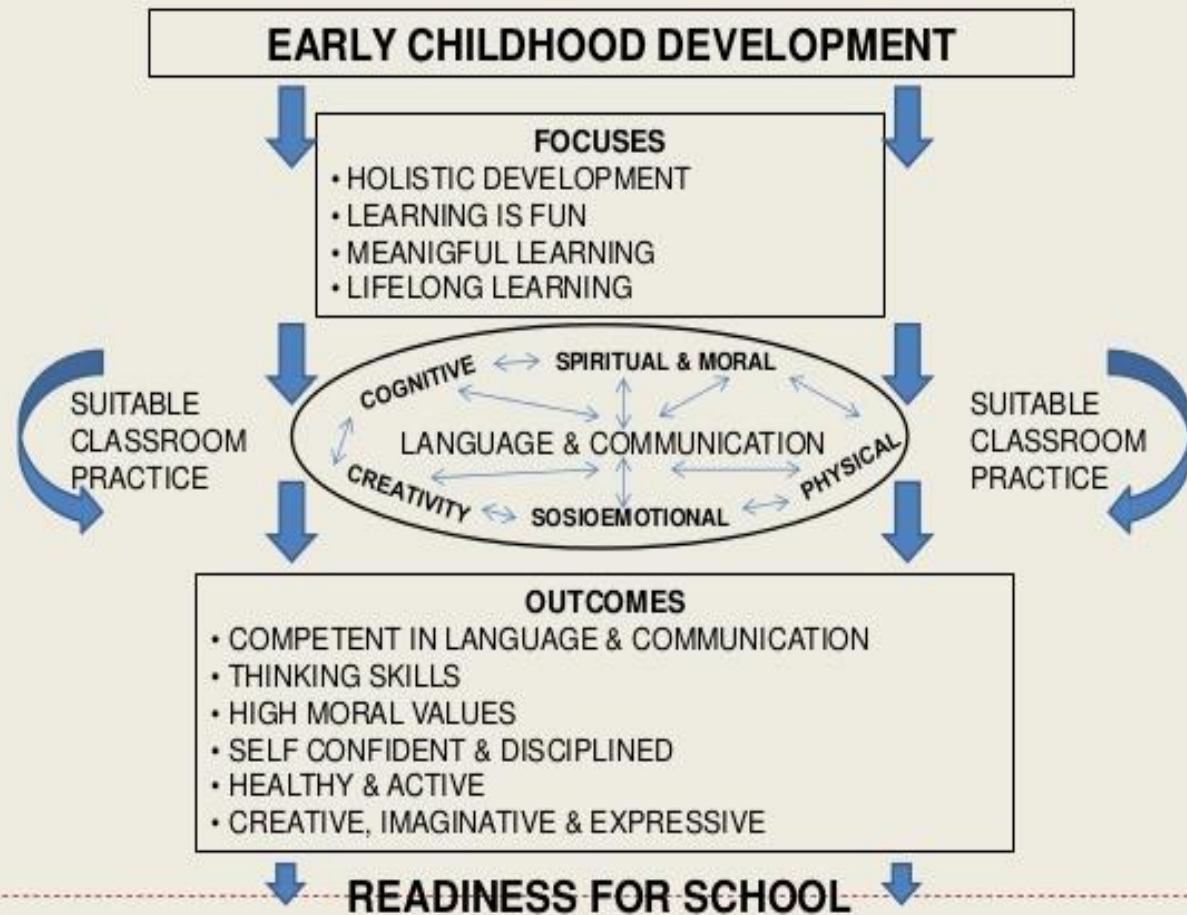 EARLY CHILDHOOD DEVELOPMENT
FOCUSES
• HOLISTIC DEVELOPMENT
• LEARNING IS FUN
• MEANIGFUL LEARNING
• LIFELONG LEARNING
SUITABLE
CLASSROOM
PRACTICE
COGNITIVE
SPIRITUAL & MORAL
LANGUAGE & COMMUNICATION
CREATIVITY
SOSIOEMOTIONAL
PHYSICAL
SUITABLE
CLASSROOM
PRACTICE
OUTCOMES
• COMPETENT IN LANGUAGE & COMMUNICATION
• THINKING SKILLS
• HIGH MORAL VALUES
• SELF CONFIDENT & DISCIPLINED
• HEALTHY & ACTIVE
• CREATIVE, IMAGINATIVE & EXPRESSIVE
READINESS FOR SCHOOL